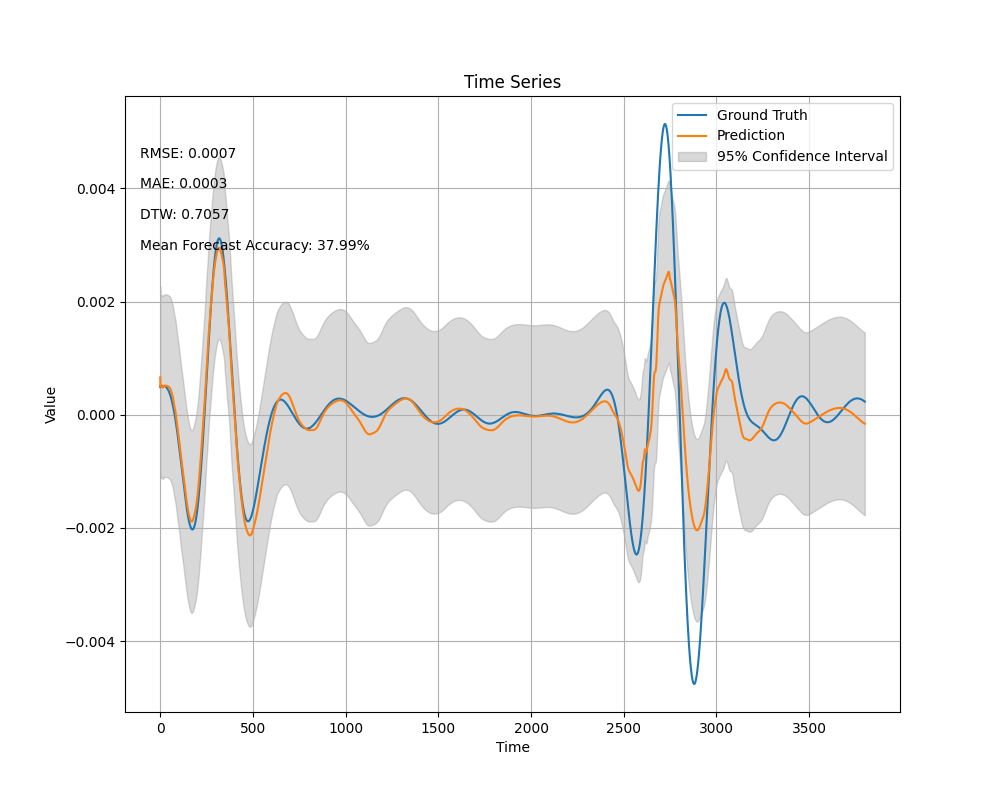 Time Series
Ground Truth
Prediction
95% Confidence Interval
RMSE: 0.0007
MAE: 0.0003
DTW: 0.7057
Mean Forecast Accuracy: 37.99%
Value
0.004
0.002
0.000
−0.002
−0.004
0 500 1000 1500 2000 2500 3000 3500
Time